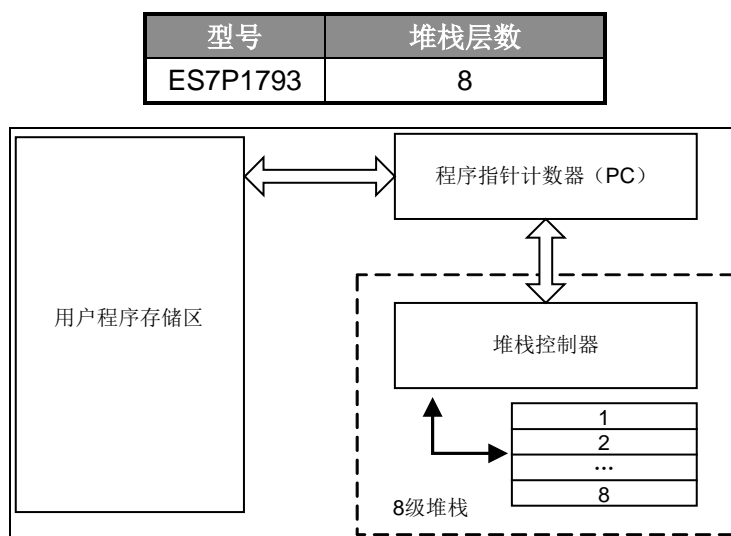 型号 堆栈层数
ES7P1793 8
程序指针计数器（PC）
用户程序存储区
堆栈控制器
1
2
...
8
8级堆栈